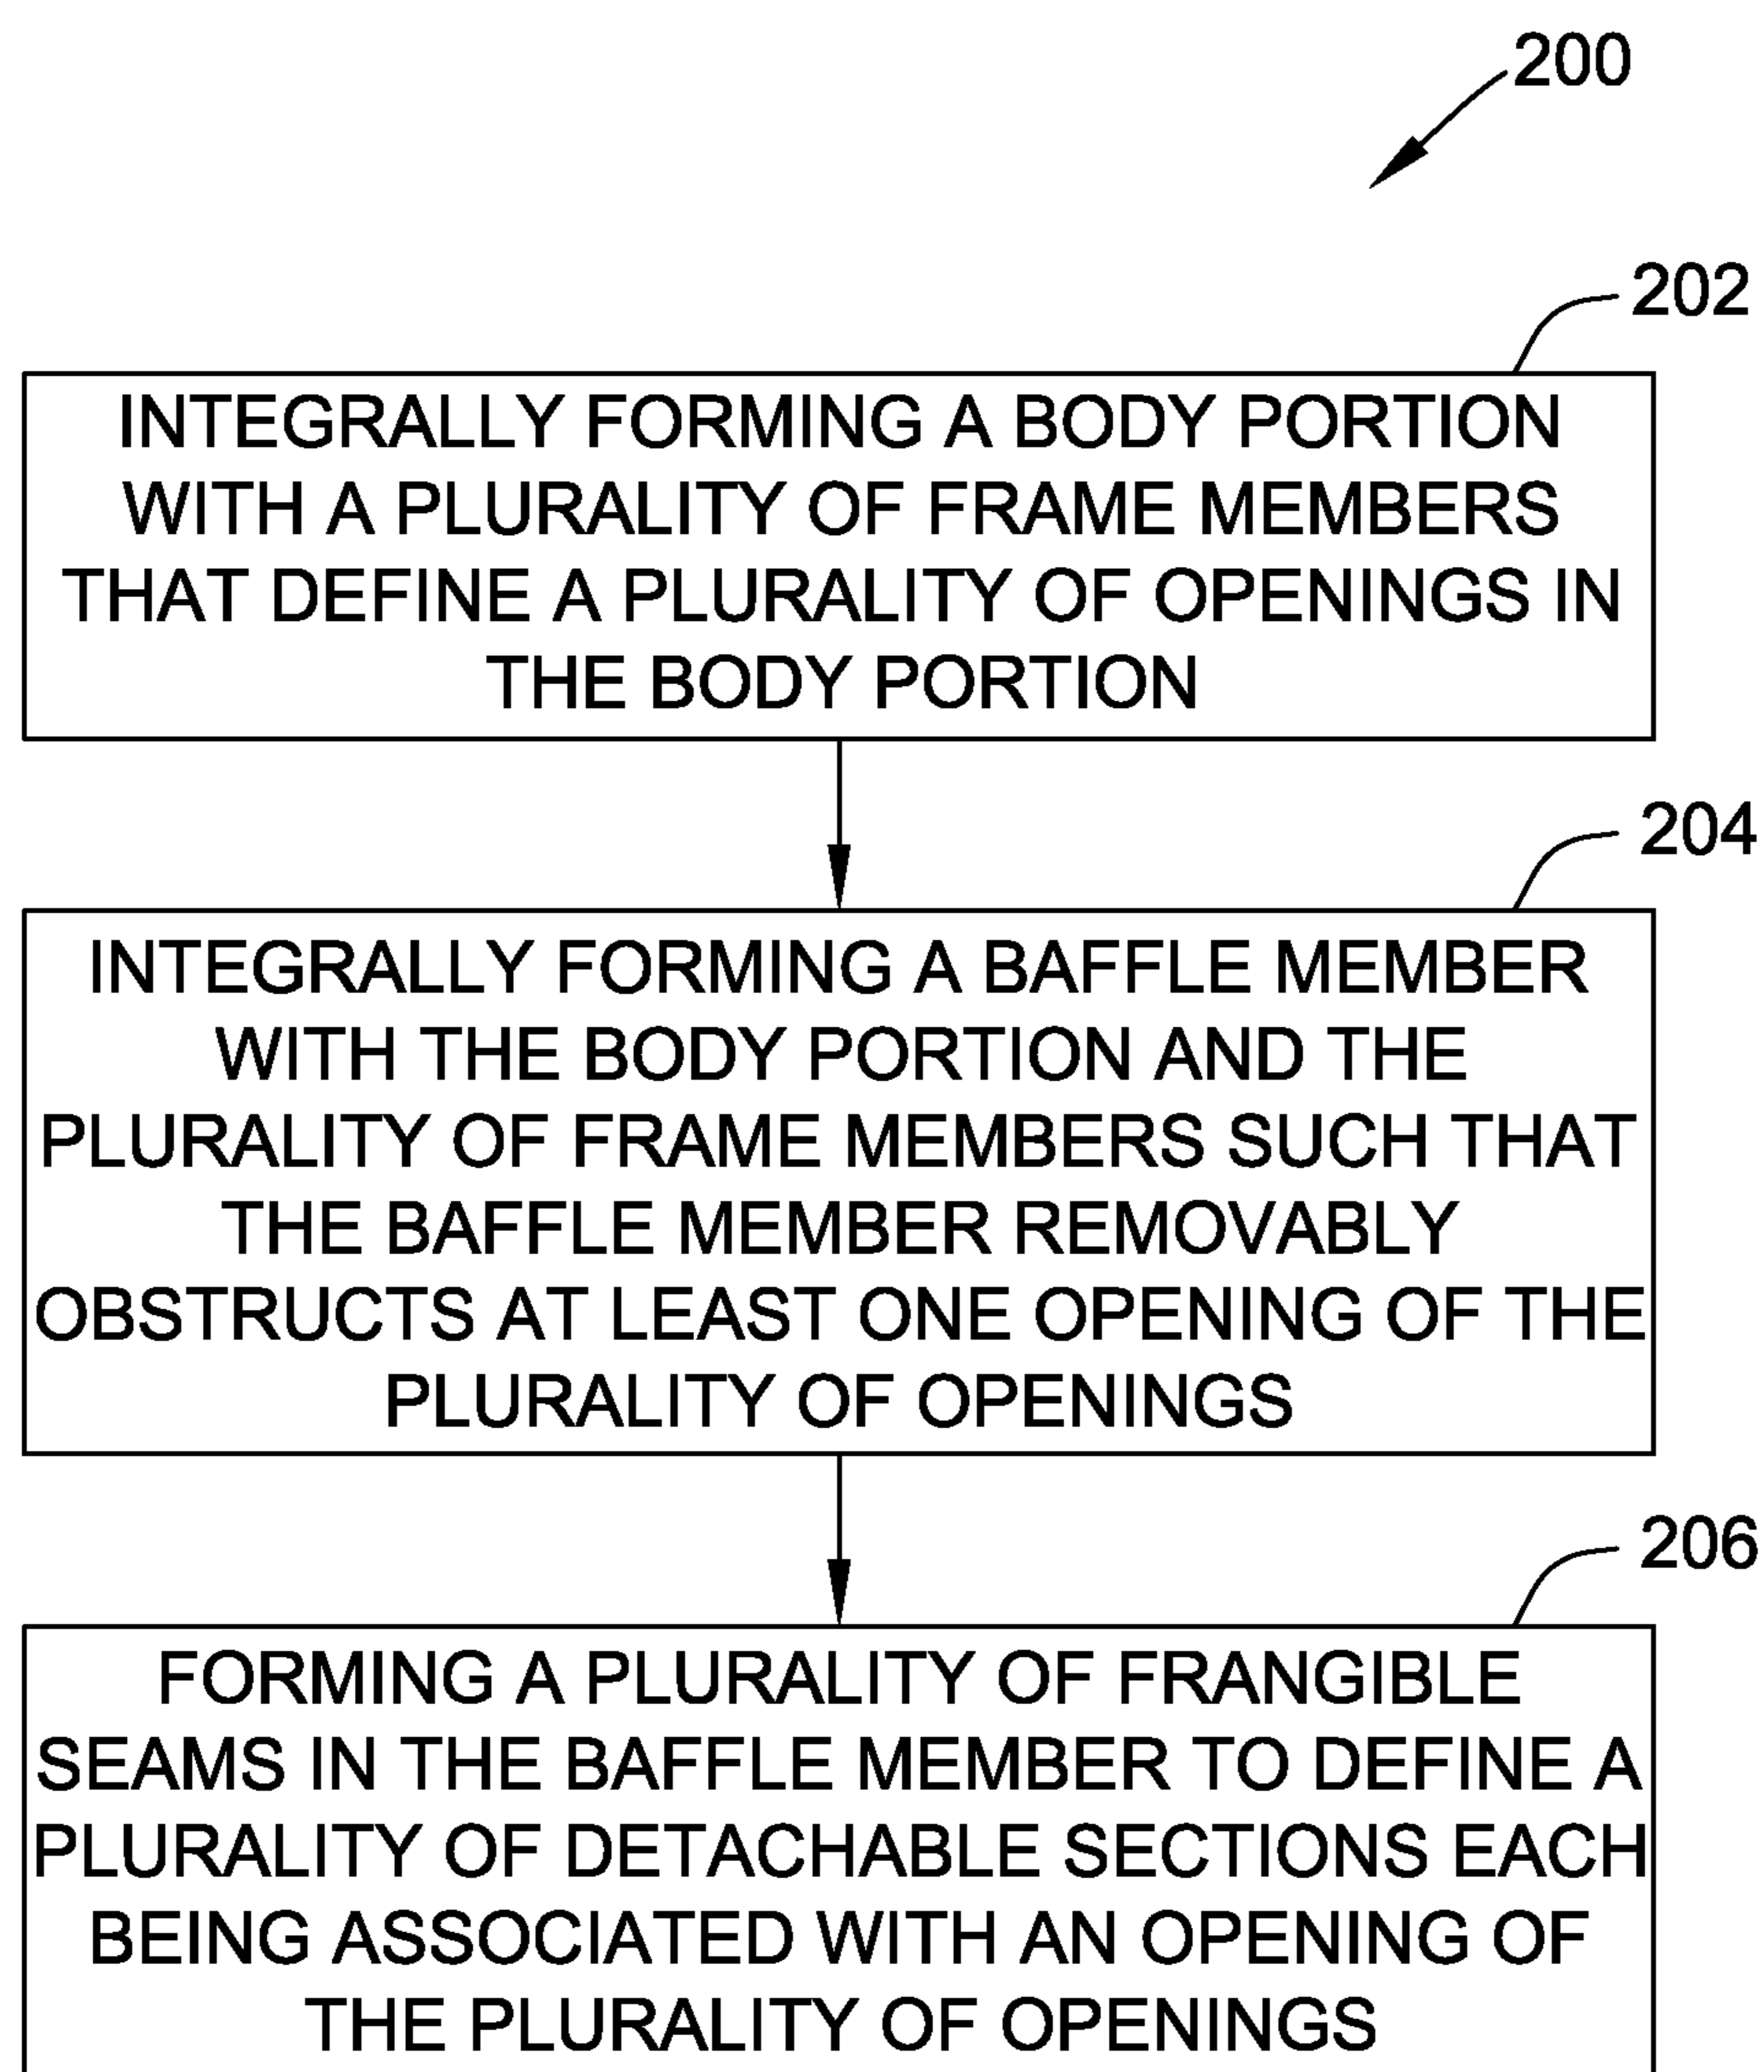 200
202
INTEGRALLY FORMING A BODY PORTION
WITH A PLURALITY OF FRAME MEMBERS
THAT DEFINE A PLURALITY OF OPENINGS IN
THE BODY PORTION
204
INTEGRALLY FORMING A BAFFLE MEMBER
WITH THE BODY PORTION AND THE
PLURALITY OF FRAME MEMBERS SUCH THAT
THE BAFFLE MEMBER REMOVABLY
OBSTRUCTS AT LEAST ONE OPENING OF THE
PLURALITY OF OPENINGS
206
FORMING A PLURALITY OF FRANGIBLE
SEAMS IN THE BAFFLE MEMBER TO DEFINE A
PLURALITY OF DETACHABLE SECTIONS EACH
BEING ASSOCIATED WITH AN OPENING OF
THE PLURALITY OF OPENINGS